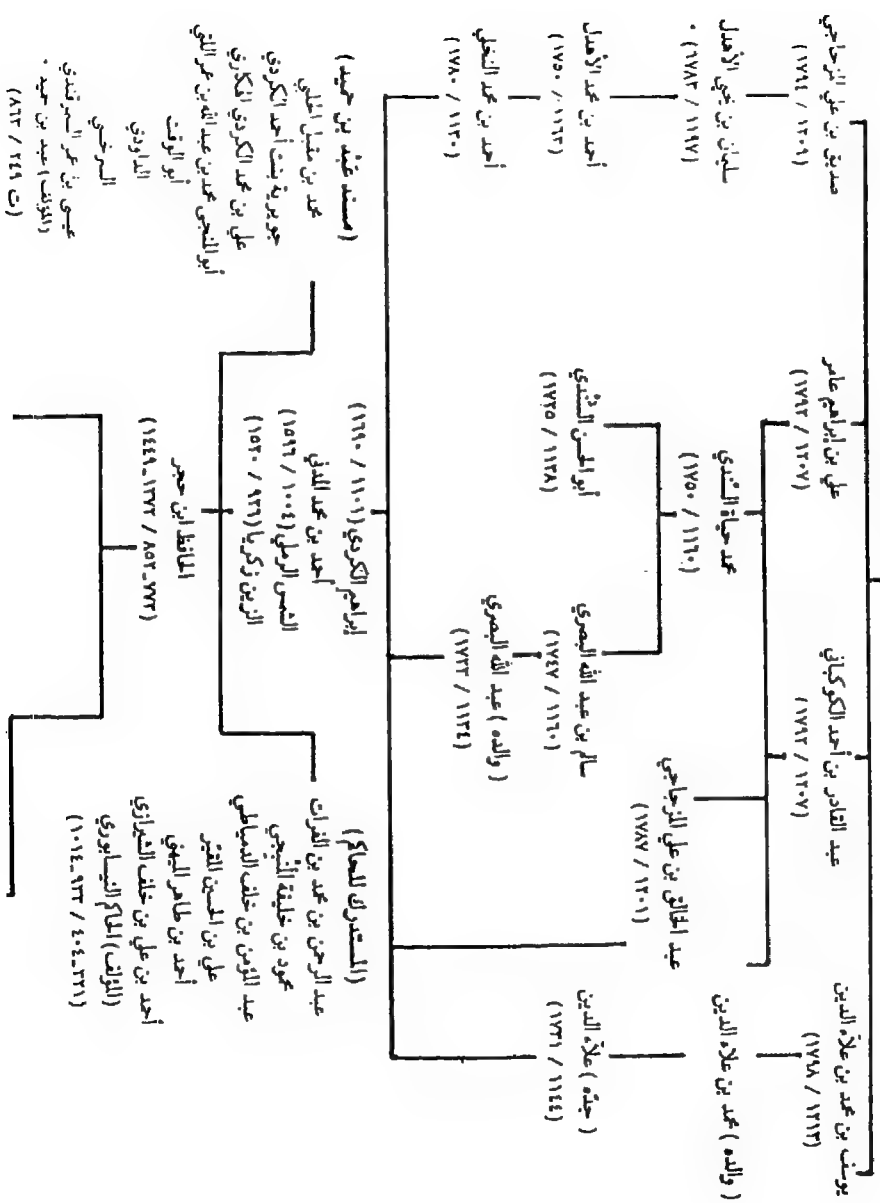 يوسف بن محمد بن علاء الدين
(١٢١٣ / ١٧٩٨)
عبد القادر بن أحمد الكوكباني
(١٢٠٧ / ١٧٩٢)
علي بن إبراهيم عامر
(١٢٠٧ / ١٧٩٢)
صديق بن علي المزجاجي
(١٢٠٩ / ١٧٩٤)
(والده) محمد بن علاء الدين
عبد الخالق بن علي المزجاجي
(١٢٠١ / ١٧٨٧)
محمد حياة السندي
(١١٦٠ / ١٧٥٠)
سليمان بن يحيى الأهدل
(١١٩٧ / ١٧٨٣)
(جده) علاء الدين
(١١٤٤ / ١٧٣١)
سالم بن عبد الله البصري
(١١٦٠ / ١٧٤٧)
أبو الحسن السندي
(١١٣٨ / ١٧٢٥)
أحمد بن محمد الأهدل
(١١٦٣ / ١٧٥٠)
(والده) عبد الله البصري
(١١٣٤ / ١٧٢٢)
أحمد بن محمد النخلي
(١١٣٠ / ١٧٨٠)
إبراهيم الكردي (١١٠١ / ١٦٩٠)
أحمد بن محمد المدني
الشمس الرملي (١٠٠٤ / ١٥٩٦)
الزين زكريا (٩٢٦ / ١٥٢٠)
الحافظ ابن حجر
(٧٧٣-٨٥٢ / ١٣٧٢-١٤٤٩)
(المستدرك للحاكم)
عبد الرحمن بن محمد بن الفرات
محمود بن خليفة المنيجي
عبد المؤمن بن خلف الدمياطي
علي بن الحسين المقير
أحمد بن طاهر الميهني
أحمد بن علي بن خلف الشيرازي
(المؤلف) الحاكم النيسابوري
(٣٢١-٤٠٤ / ٩٣٣-١٠١٤)
(مسند عبد بن حميد)
محمد بن مقبل الحلبي
جويرية بنت أحمد الكردي
علي بن محمد الكردي الهكاري
أبو المنجى محمد بن عبد الله بن عمر اللتي
أبو الوقت
الداودي
السرخسي
عيسى بن عمر السمرقندي
(المؤلف) عبد بن حميد
(ت ٢٤٩ / ٨٦٣)